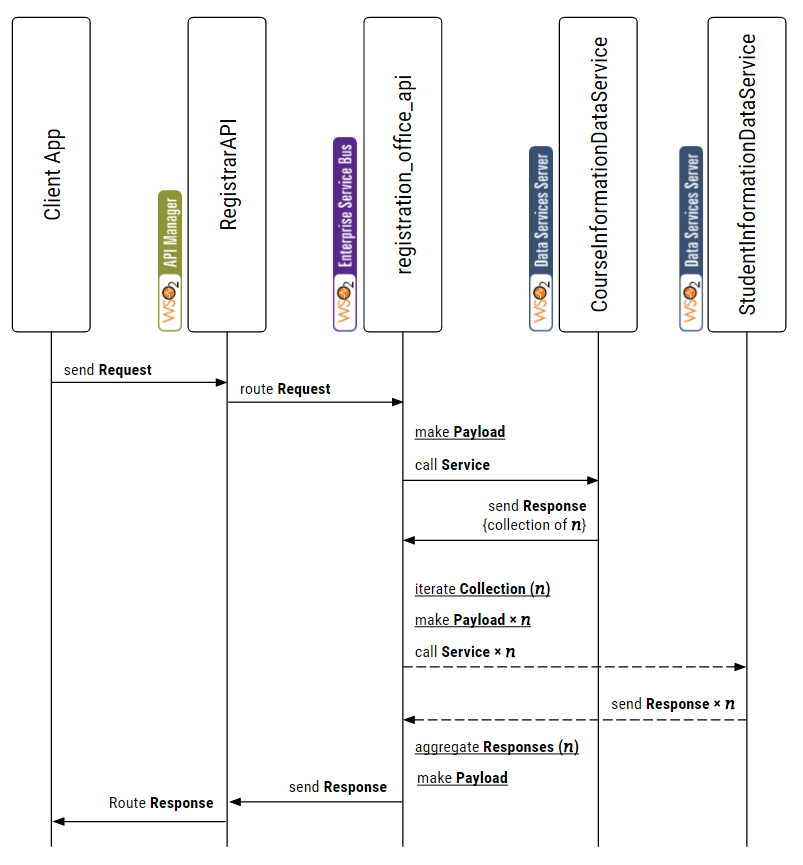 Client App
WSO2 API Manager
RegistrarAPI
WSO2 Enterprise Service Bus
registration_office_api
WSO2 Data Services Server
CourseInformationDataService
WSO2 Data Services Server
StudentInformationDataService
send Request
route Request
make Payload
call Service
send Response
{collection of n}
iterate Collection (n)
make Payload × n
call Service × n
send Response × n
aggregate Responses (n)
make Payload
send Response
Route Response